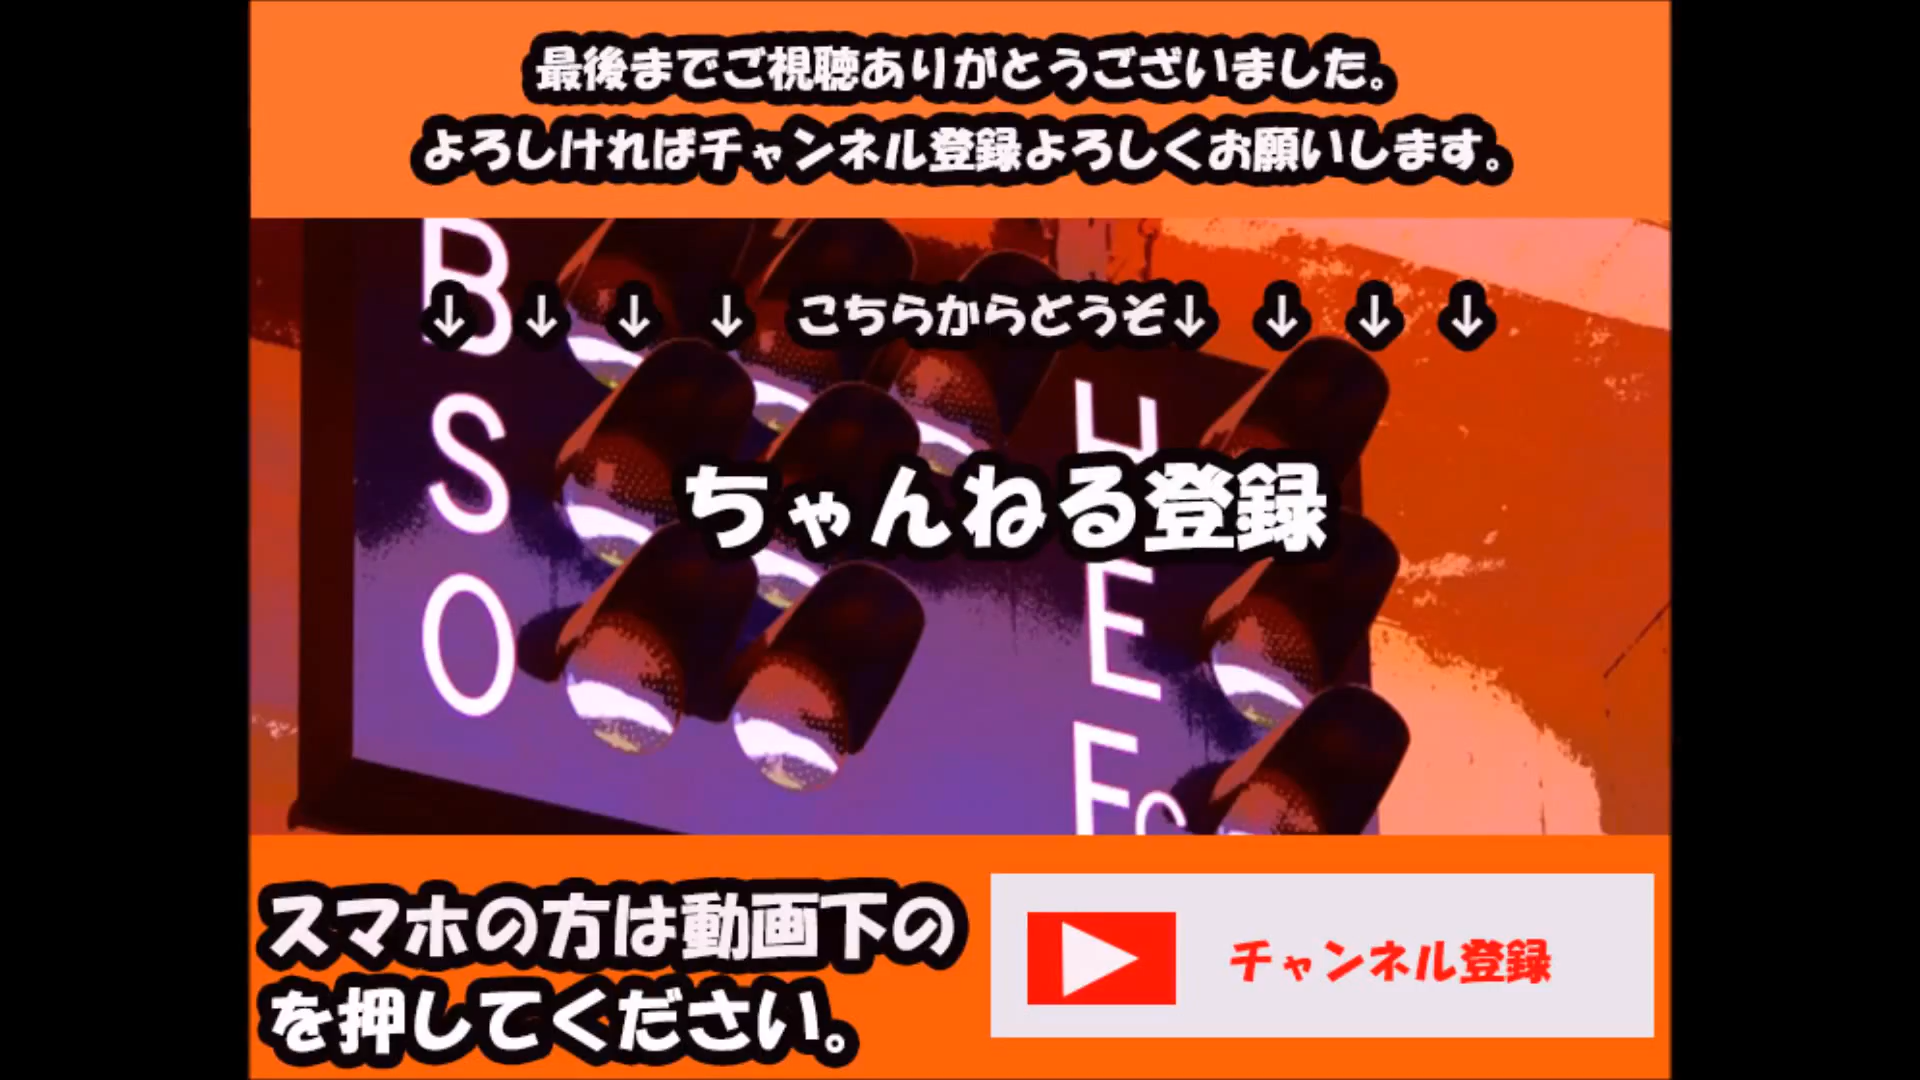 最後までご視聴ありがとうございました。
よろしければチャンネル登録よろしくお願いします。
↓ ↓ ↓ ↓ こちらからどうぞ↓ ↓ ↓ ↓
ちゃんねる登録
B
S
O
E
スマホの方は動画下の
を押してください。
チャンネル登録